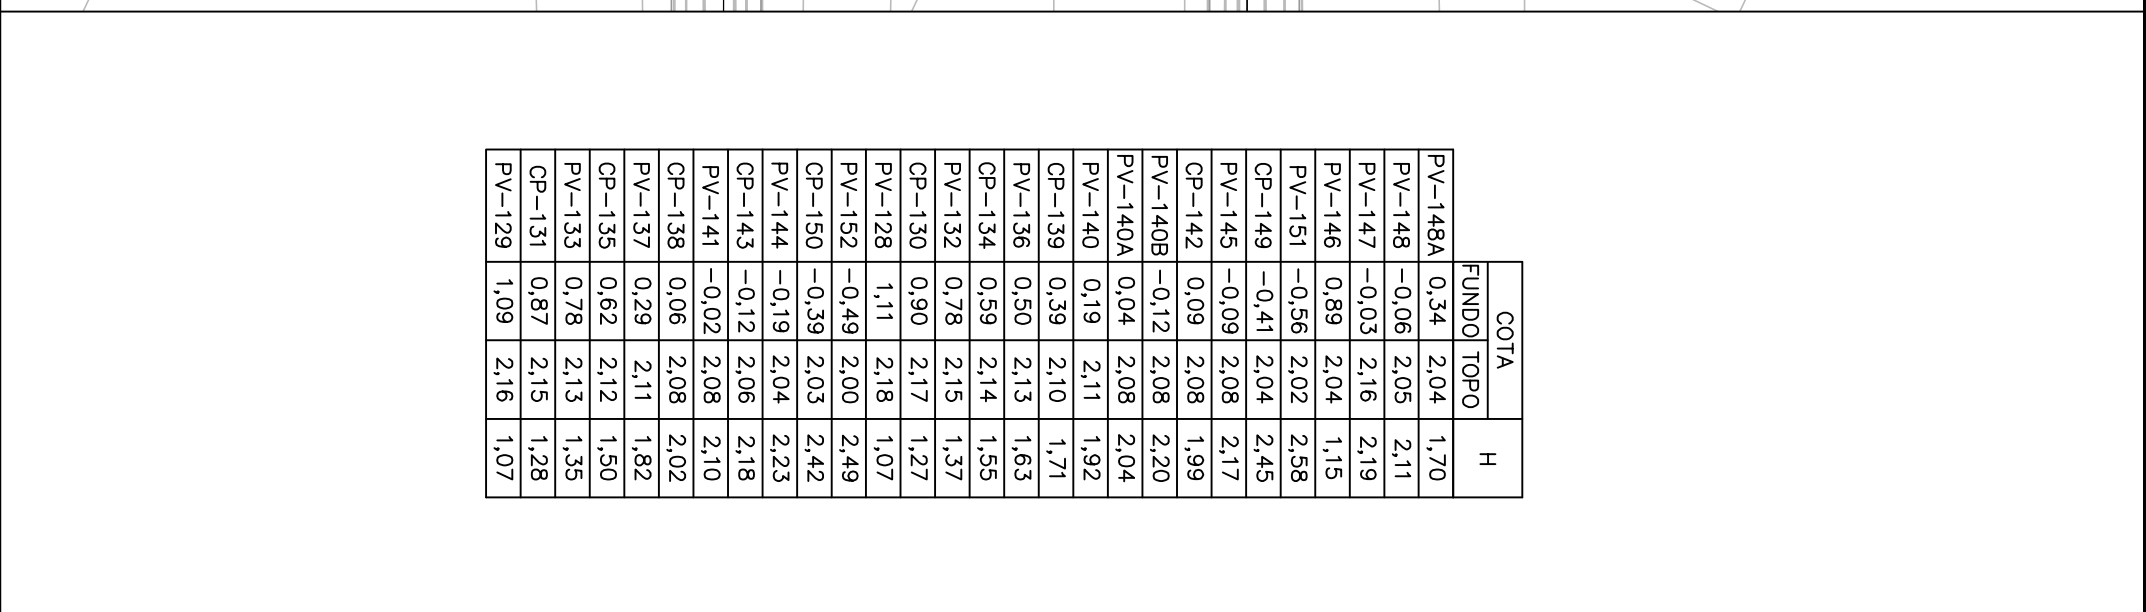 COTA H
FUNDO TOPO
PV-148A 0,34 2,04 1,70
PV-148 -0,06 2,05 2,11
PV-147 -0,03 2,16 2,19
PV-146 0,89 2,04 1,15
PV-151 -0,56 2,02 2,58
CP-149 -0,41 2,04 2,45
PV-145 -0,09 2,08 2,17
CP-142 0,09 2,08 1,99
PV-140B -0,12 2,08 2,20
PV-140A 0,04 2,08 2,04
PV-140 0,19 2,11 1,92
CP-139 0,39 2,10 1,71
PV-136 0,50 2,13 1,63
CP-134 0,59 2,14 1,55
PV-132 0,78 2,15 1,37
CP-130 0,90 2,17 1,27
PV-128 1,11 2,18 1,07
PV-152 -0,49 2,00 2,49
CP-150 -0,39 2,03 2,42
PV-144 -0,19 2,04 2,23
CP-143 -0,12 2,06 2,18
PV-141 -0,02 2,08 2,10
CP-138 0,06 2,08 2,02
PV-137 0,29 2,11 1,82
CP-135 0,62 2,12 1,50
PV-133 0,78 2,13 1,35
CP-131 0,87 2,15 1,28
PV-129 1,09 2,16 1,07